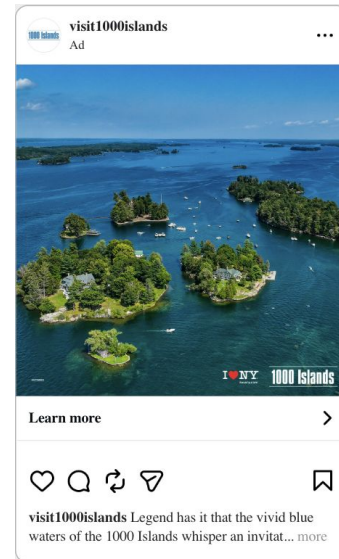 1000 Islands
visit1000islands
Ad
I❤NY
1000 Islands
Learn more
visit1000islands Legend has it that the vivid blue
waters of the 1000 Islands whisper an invitat... more